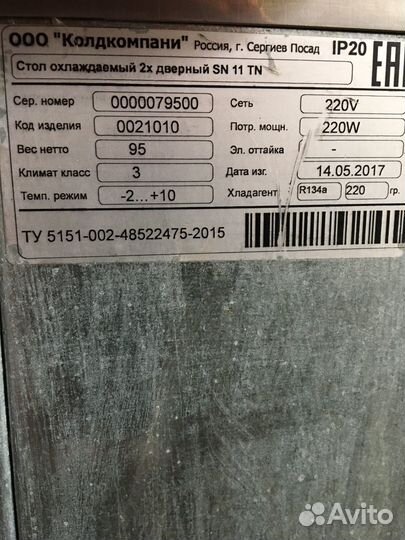 ООО "Колдкомпани" Россия, г. Сергиев Посад IP20 EAC
Стол охлаждаемый 2х дверный SN 11 TN
Сер. номер 0000079500 Сеть 220V
Код изделия 0021010 Потр. мощн. 220W
Вес нетто 95 Эл. оттайка -
Климат класс 3 Дата изг. 14.05.2017
Темп. режим -2...+10 Хладагент R134a 220 гр.
ТУ 5151-002-48522475-2015
Avito